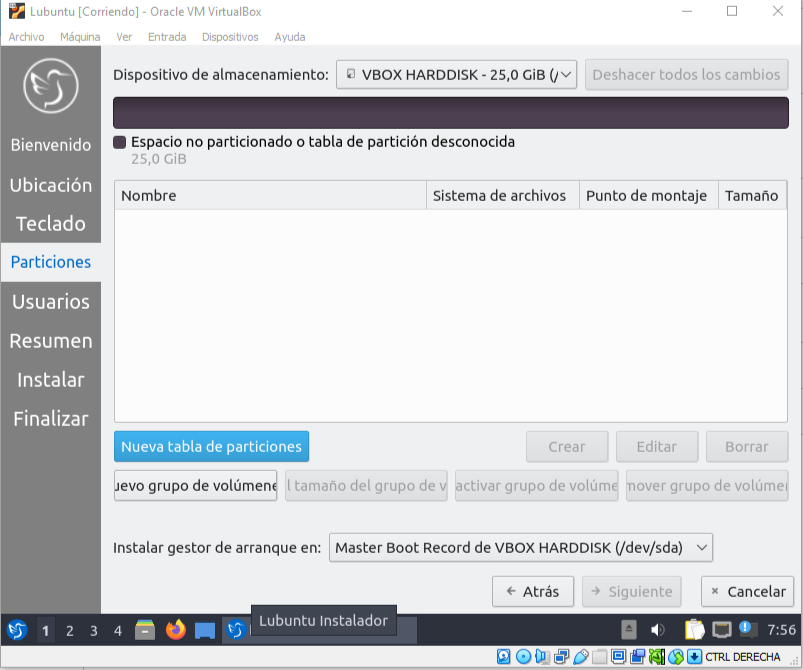 Lubuntu [Corriendo] - Oracle VM VirtualBox
Archivo Máquina Ver Entrada Dispositivos Ayuda
Dispositivo de almacenamiento: VBOX HARDDISK - 25,0 GiB (/ Deshacer todos los cambios
Espacio no particionado o tabla de partición desconocida
25,0 GiB
Bienvenido
Ubicación
Teclado
Particiones
Usuarios
Resumen
Instalar
Finalizar
Nombre Sistema de archivos Punto de montaje Tamaño
Nueva tabla de particiones Crear Editar Borrar
uevo grupo de volúmene l tamaño del grupo de v activar grupo de volúme mover grupo de volúmen
Instalar gestor de arranque en: Master Boot Record de VBOX HARDDISK (/dev/sda)
Atrás Siguiente Cancelar
1 2 3 4 Lubuntu Instalador 7:56
CTRL DERECHA